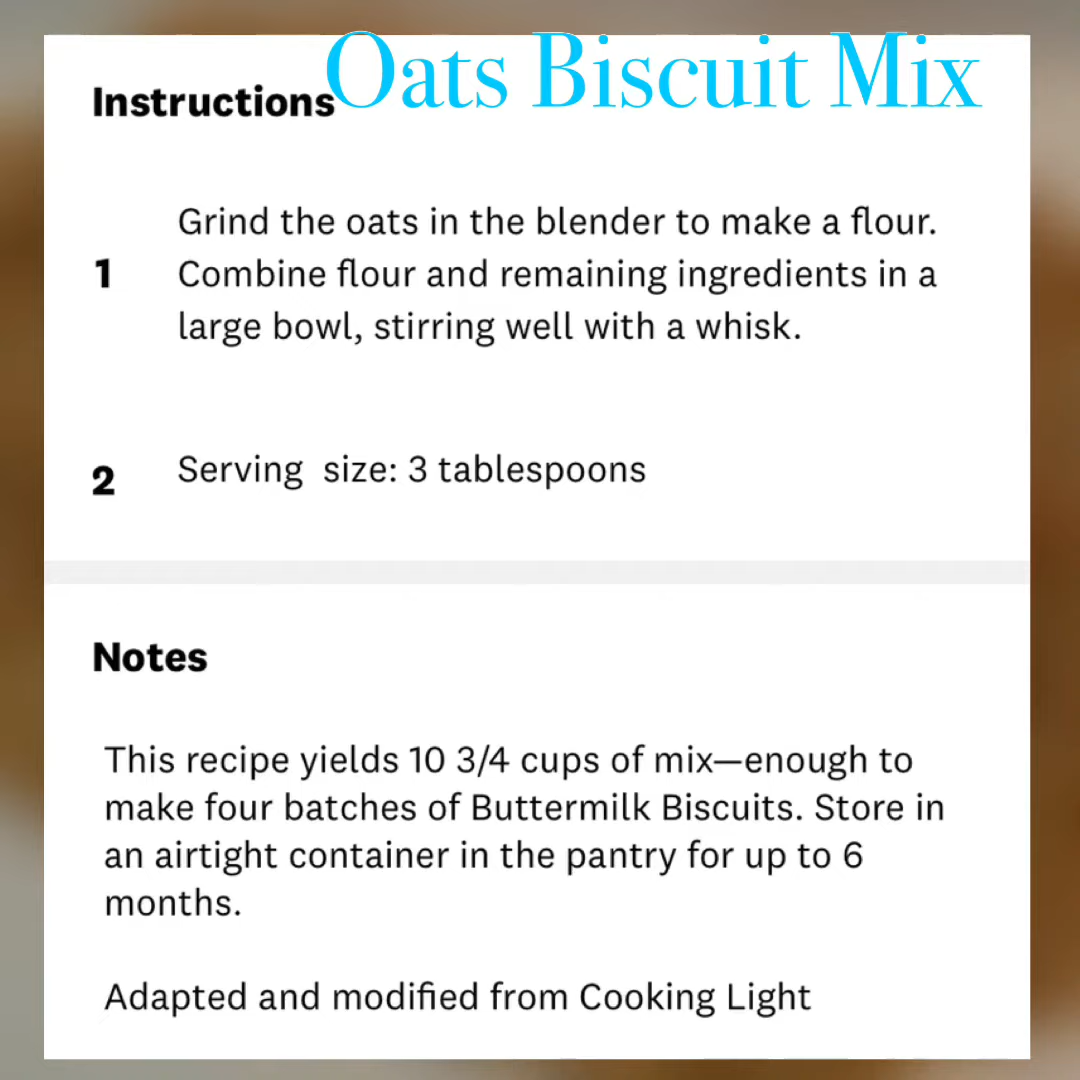 Oats Biscuit Mix
Instructions
1
Grind the oats in the blender to make a flour.
Combine flour and remaining ingredients in a
large bowl, stirring well with a whisk.
2
Serving  size: 3 tablespoons
Notes
This recipe yields 10 3/4 cups of mix—enough to
make four batches of Buttermilk Biscuits. Store in
an airtight container in the pantry for up to 6
months.
Adapted and modified from Cooking Light